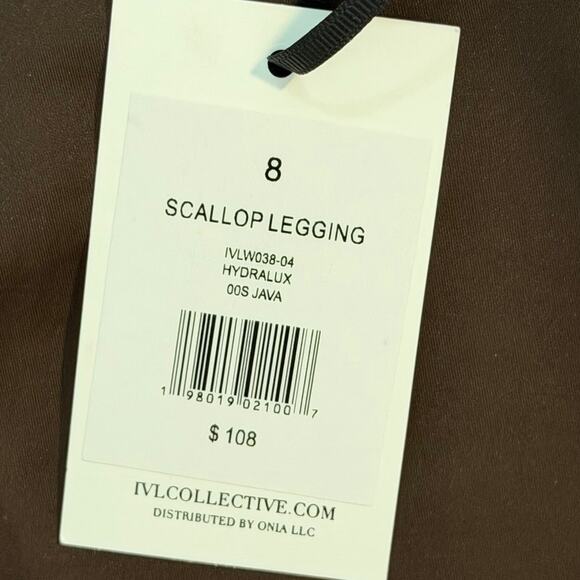 8
SCALLOP LEGGING
IVLW038-04
HYDRALUX
00S JAVA
1 98019 02100 7
$ 108
IVLCOLLECTIVE.COM
DISTRIBUTED BY ONIA LLC